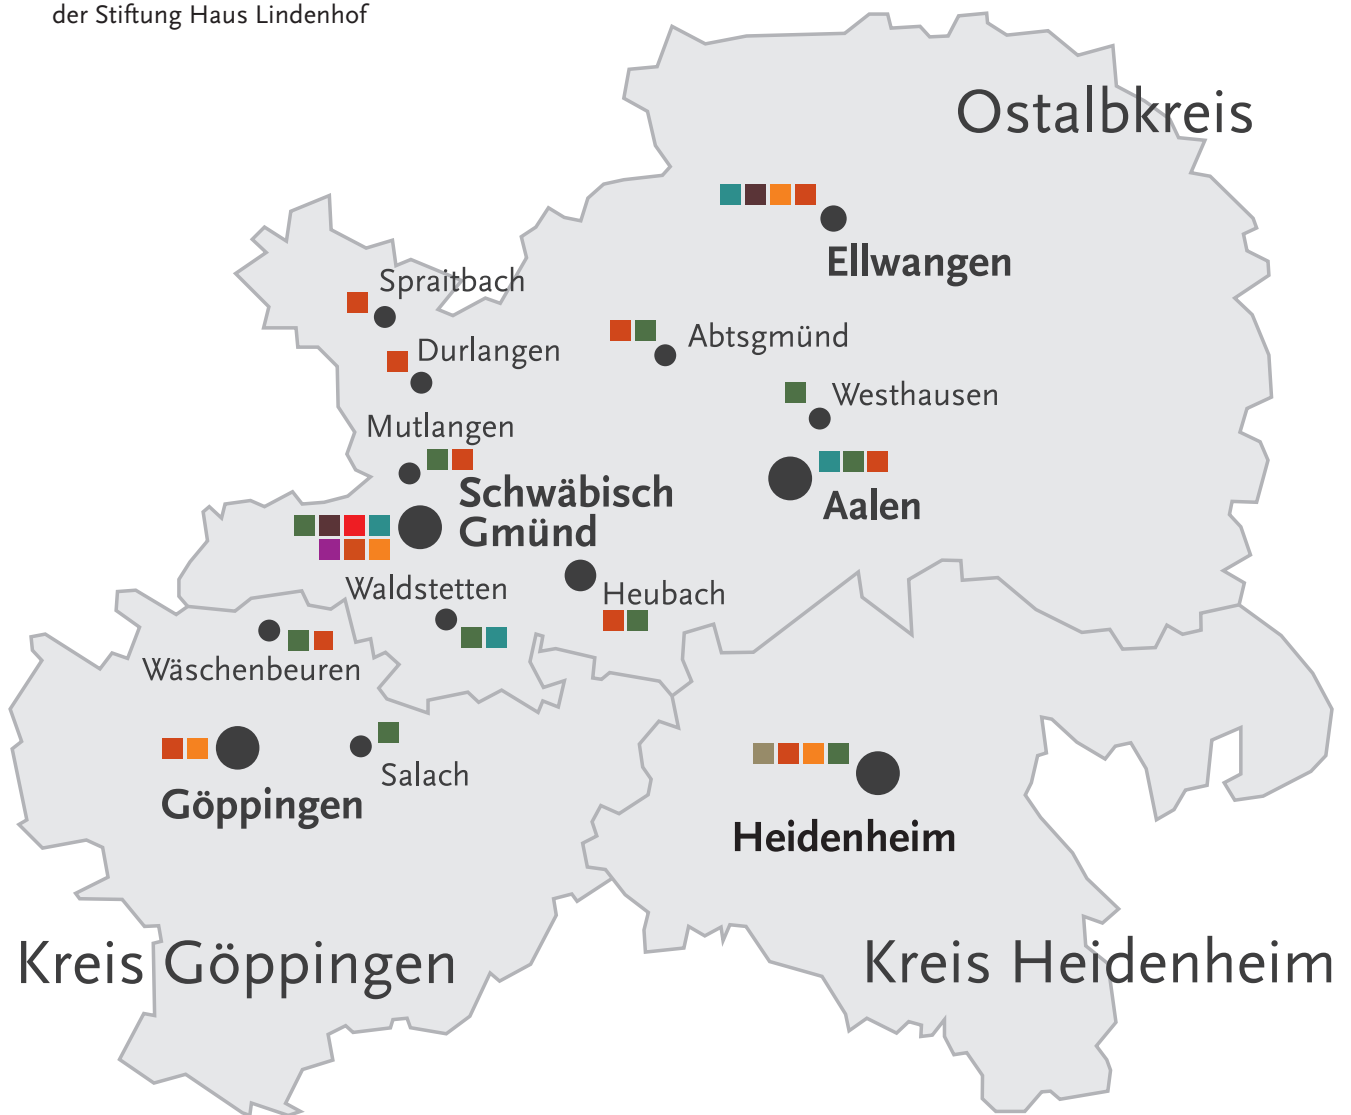 der Stiftung Haus Lindenhof
Ostalbkreis
Ellwangen
Spraitbach
Abtsgmünd
Durlangen
Westhausen
Mutlangen
Schwäbisch
Gmünd
Aalen
Waldstetten
Heubach
Wäschenbeuren
Salach
Göppingen
Heidenheim
Kreis Göppingen
Kreis Heidenheim